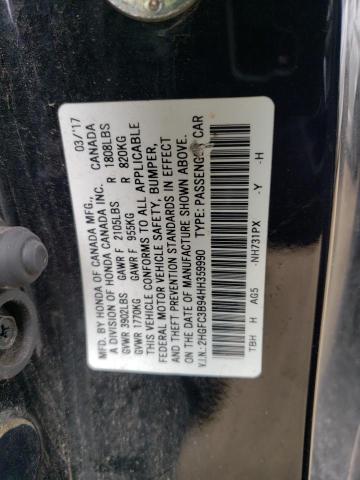 MFD. BY HONDA OF CANADA MFG., 03/'17
A DIVISION OF HONDA CANADA INC. CANADA
GVWR 3902LBS GAWR F 2105LBS R 1808LBS
GVWR 1770KG GAWR F 955KG R 820KG
THIS VEHICLE CONFORMS TO ALL APPLICABLE
FEDERAL MOTOR VEHICLE SAFETY, BUMPER,
AND THEFT PREVENTION STANDARDS IN EFFECT
ON THE DATE OF MANUFACTURE SHOWN ABOVE.
V.I.N.: 2HGFC3B94HH359990 TYPE: PASSENGER CAR
TBH H AG5 -NH731PX -Y -H